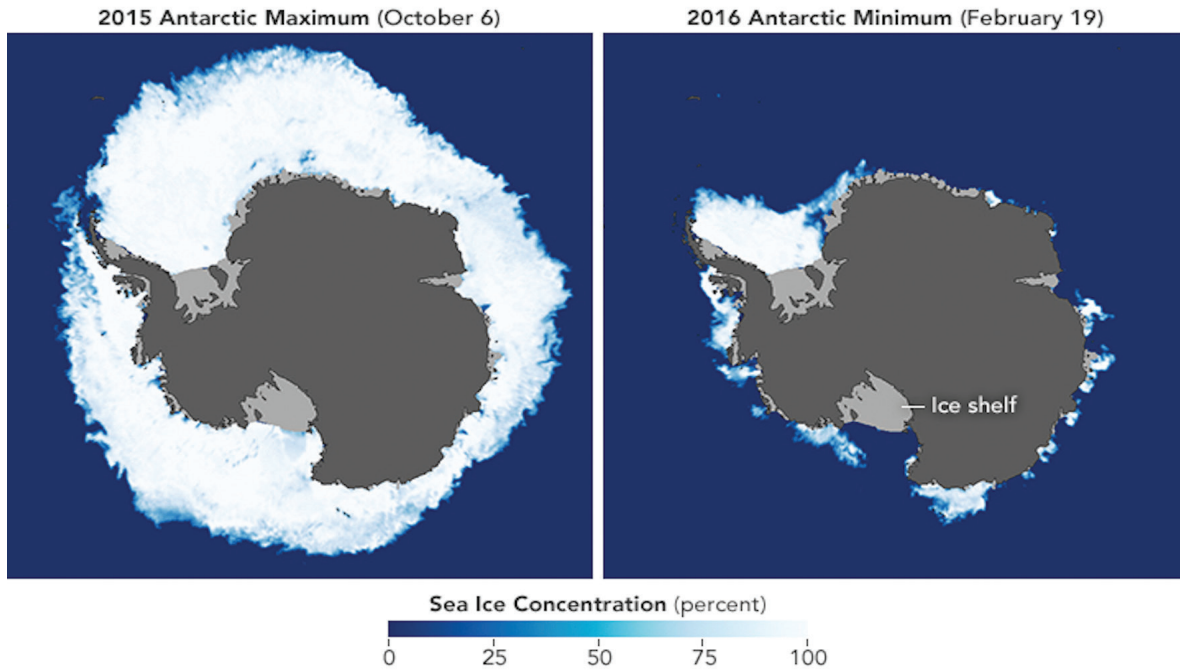 2015 Antarctic Maximum (October 6)
2016 Antarctic Minimum (February 19)
Ice shelf
Sea Ice Concentration (percent)
0 25 50 75 100